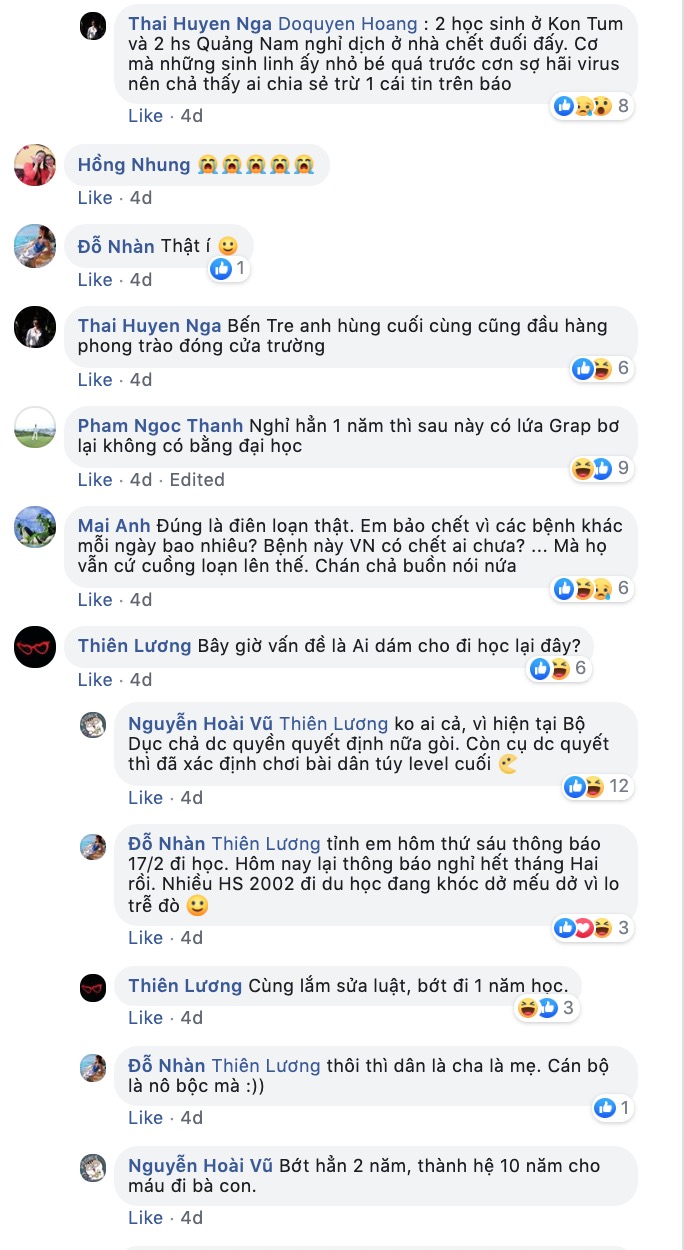 Thai Huyen Nga Doquyen Hoang : 2 học sinh ở Kon Tum
và 2 hs Quảng Nam nghỉ dịch ở nhà chết đuối đấy. Cơ
mà những sinh linh ấy nhỏ bé quá trước cơn sợ hãi virus
nên chả thấy ai chia sẻ trừ 1 cái tin trên báo
8
Like · 4d
Hồng Nhung 😭😭😭😭😭
Like · 4d
Đỗ Nhàn Thật í 🙂
1
Like · 4d
Thai Huyen Nga Bến Tre anh hùng cuối cùng cũng đầu hàng
phong trào đóng cửa trường
6
Like · 4d
Pham Ngoc Thanh Nghỉ hẳn 1 năm thì sau này có lứa Grap bơ
lại không có bằng đại học
9
Like · 4d · Edited
Mai Anh Đúng là điên loạn thật. Em bảo chết vì các bệnh khác
mỗi ngày bao nhiêu? Bệnh này VN có chết ai chưa? ... Mà họ
vẫn cứ cuồng loạn lên thế. Chán chả buồn nói nứa
6
Like · 4d
Thiên Lương Bây giờ vấn đề là Ai dám cho đi học lại đây?
6
Like · 4d
Nguyễn Hoài Vũ Thiên Lương ko ai cả, vì hiện tại Bộ
Dục chả dc quyền quyết định nữa gòi. Còn cụ dc quyết
thì đã xác định chơi bài dân túy level cuối
12
Like · 4d
Đỗ Nhàn Thiên Lương tỉnh em hôm thứ sáu thông báo
17/2 đi học. Hôm nay lại thông báo nghỉ hết tháng Hai
rồi. Nhiều HS 2002 đi du học đang khóc dở mếu dở vì lo
trễ đò 🙂
3
Like · 4d
Thiên Lương Cùng lắm sửa luật, bớt đi 1 năm học.
3
Like · 4d
Đỗ Nhàn Thiên Lương thôi thì dân là cha là mẹ. Cán bộ
là nô bộc mà :))
1
Like · 4d
Nguyễn Hoài Vũ Bớt hẳn 2 năm, thành hệ 10 năm cho
máu đi bà con.
Like · 4d